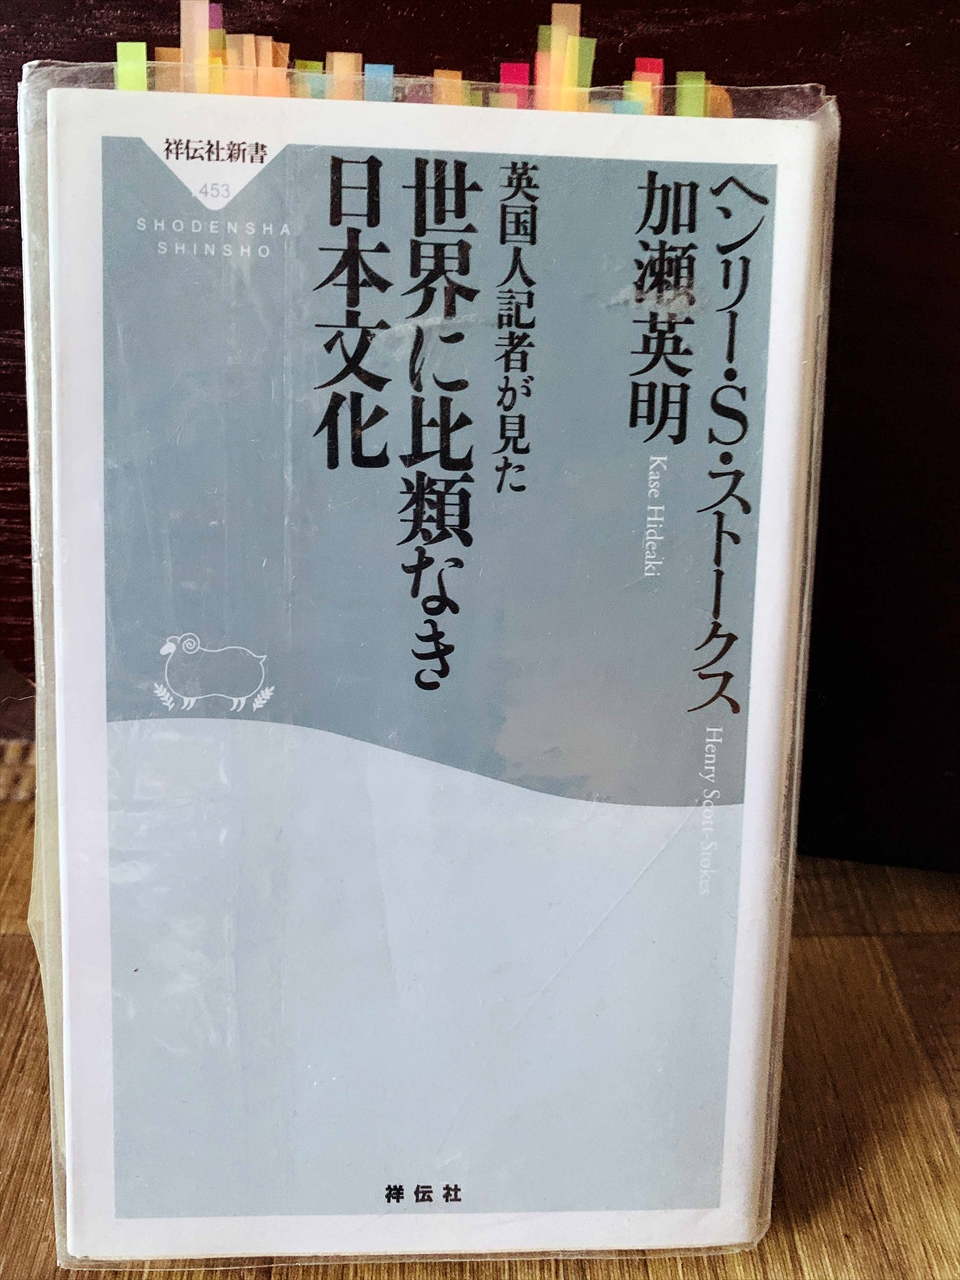 ヘンリー・S・ストークス
Henry Scott-Stokes
加瀬英明
Kase Hideaki
英国人記者が見た
世界に比類なき
日本文化
祥伝社新書
453
SHODENSHA
SHINSHO
祥伝社